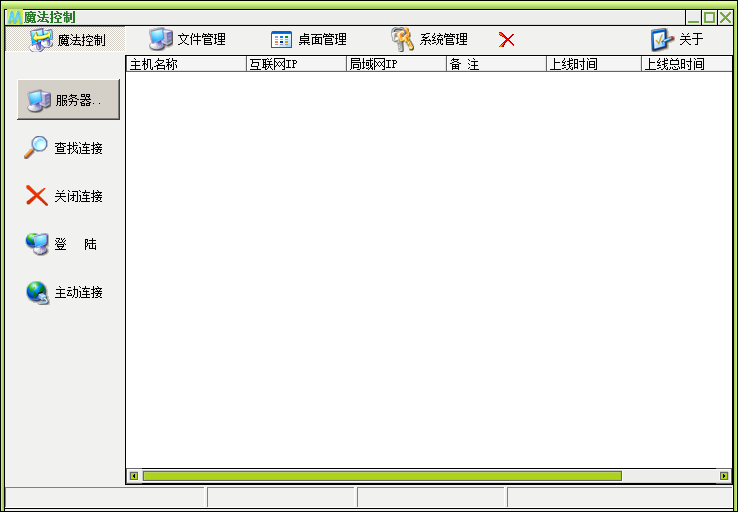 魔法控制
魔法控制 文件管理 桌面管理 系统管理 关于
主机名称 互联网IP 局域网IP 备 注 上线时间 上线总时间
服务器..
查找连接
关闭连接
登 陆
主动连接